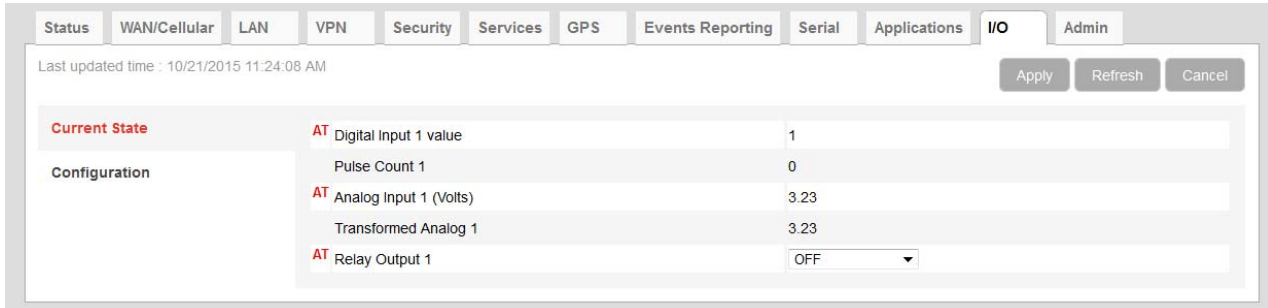 Status WAN/Cellular LAN VPN Security Services GPS Events Reporting Serial Applications I/O Admin
Last updated time : 10/21/2015 11:24:08 AM
Apply Refresh Cancel
Current State
Configuration
AT Digital Input 1 value 1
Pulse Count 1 0
AT Analog Input 1 (Volts) 3.23
Transformed Analog 1 3.23
AT Relay Output 1 OFF